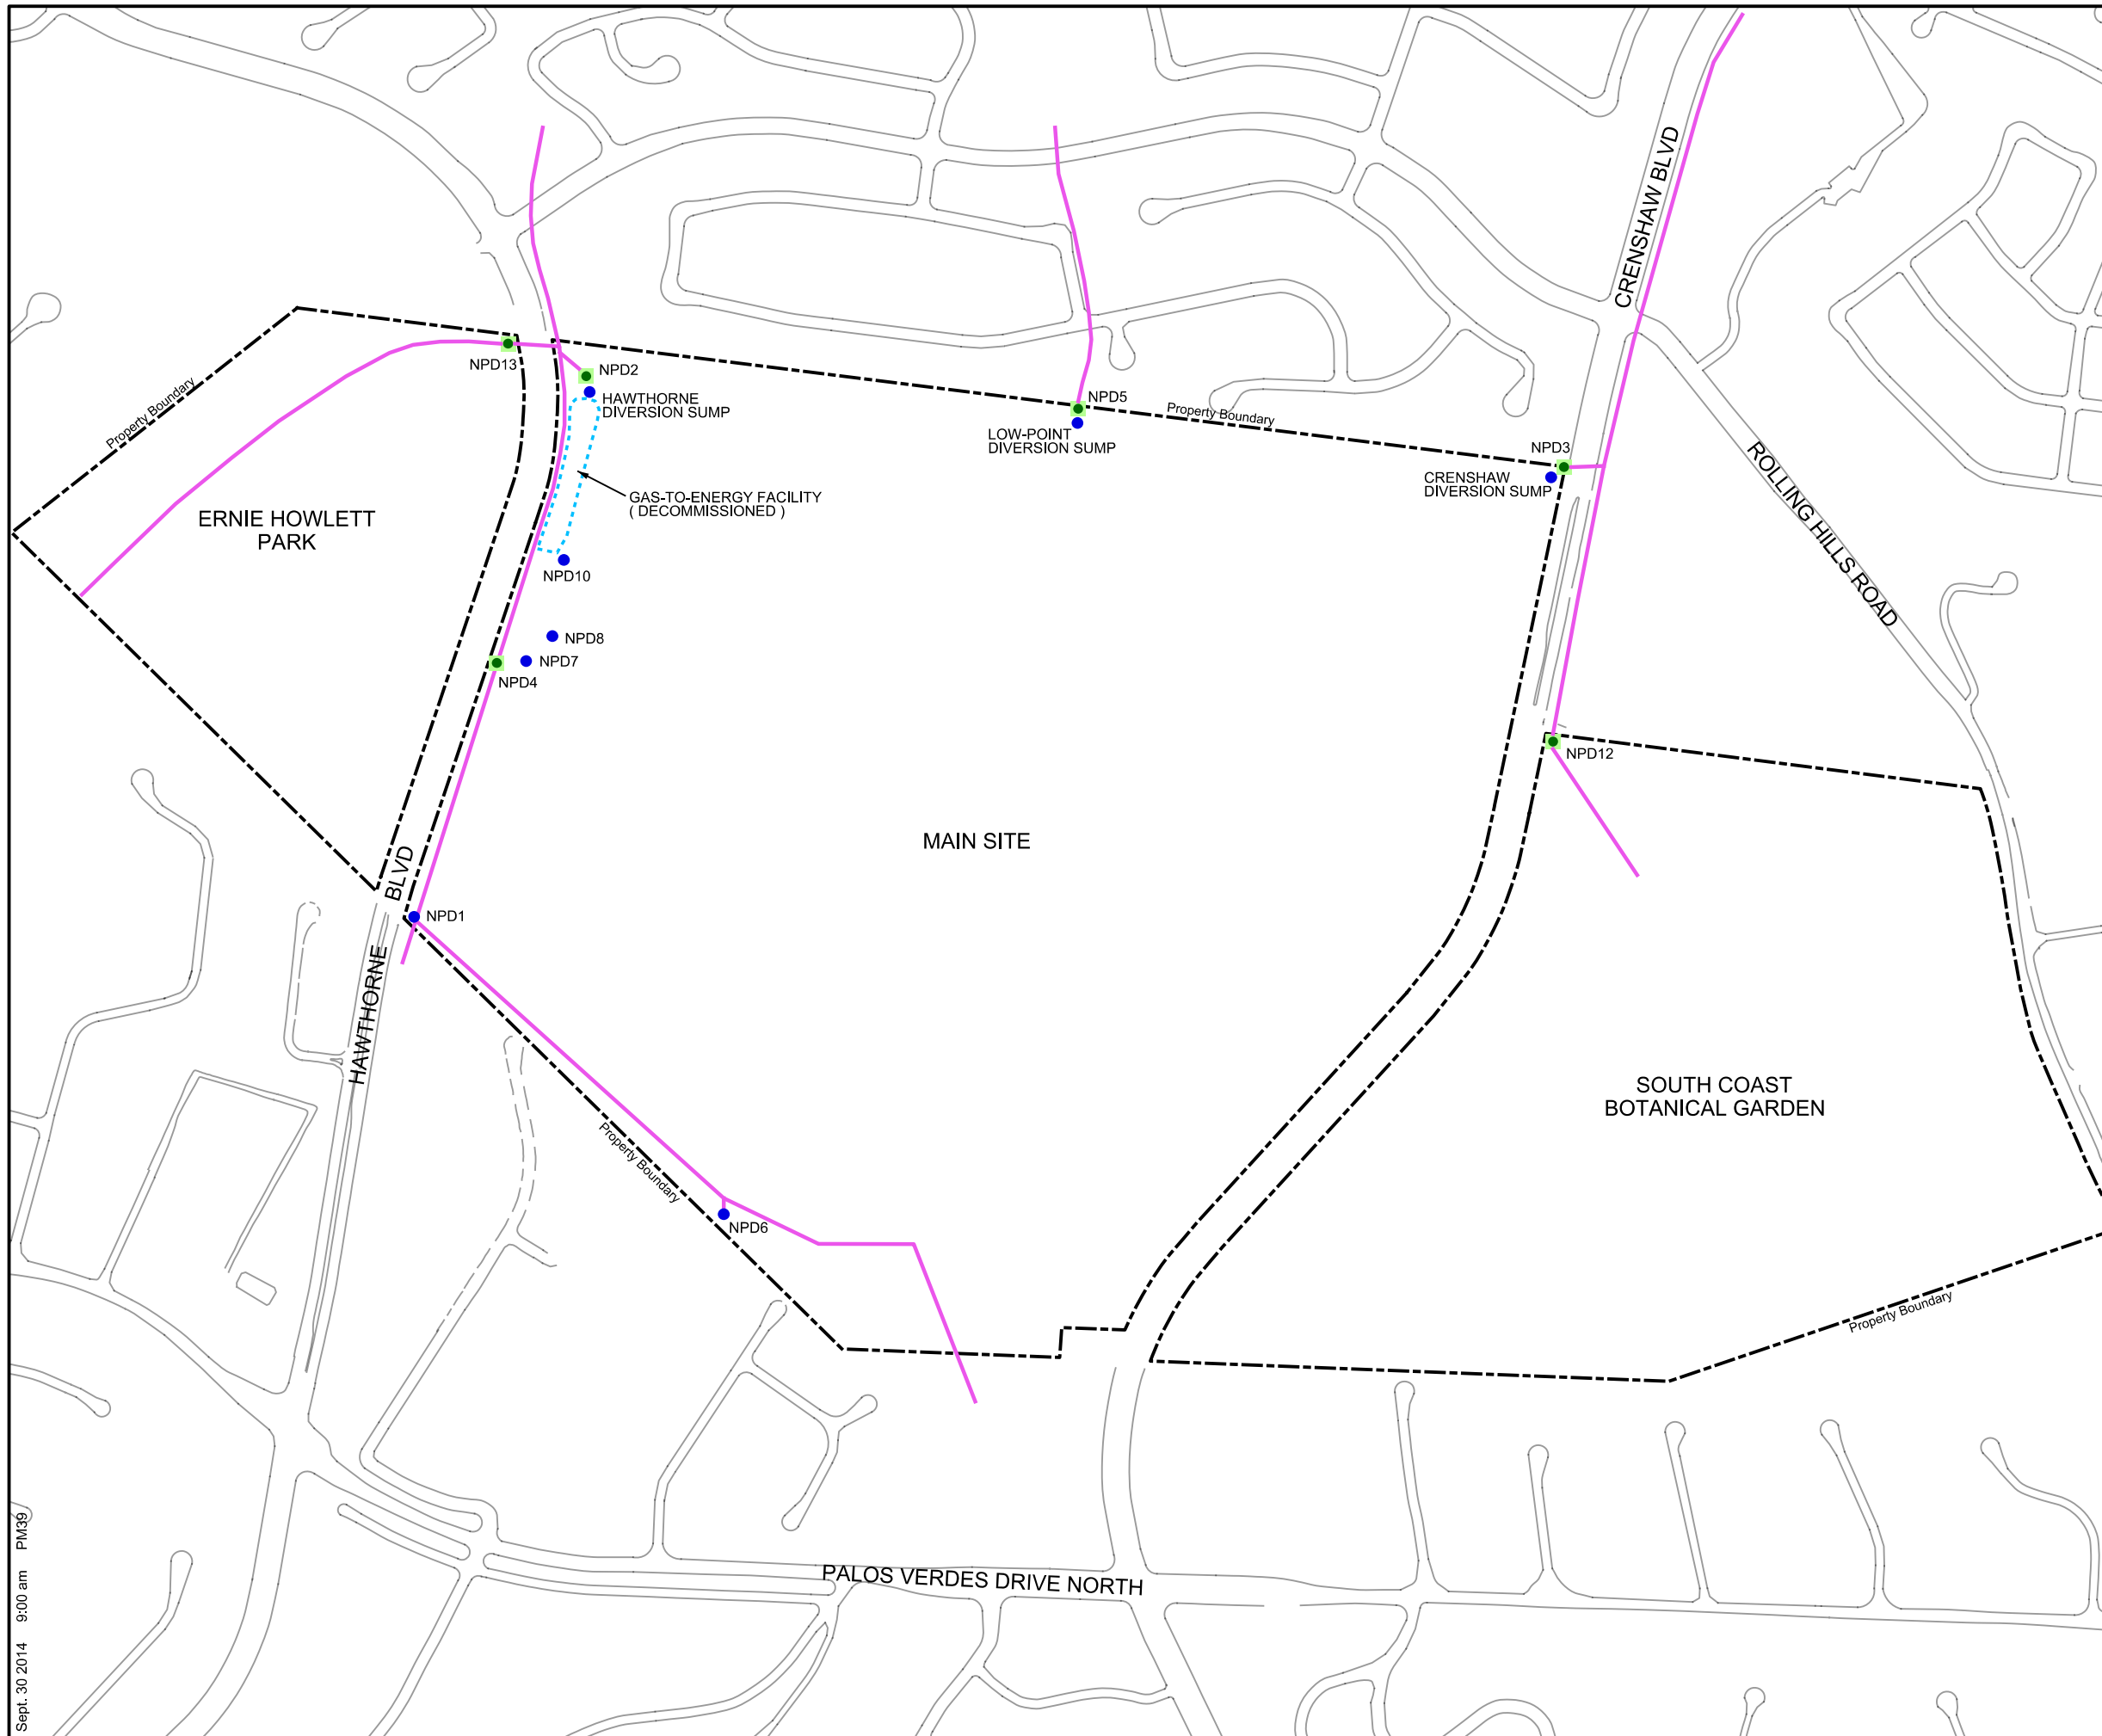 CRENSHAW BLVD
NPD13
NPD2
HAWTHORNE
DIVERSION SUMP
NPD5
LOW-POINT
DIVERSION SUMP
Property Boundary
Property Boundary
NPD3
CRENSHAW
DIVERSION SUMP
ROLLING HILLS ROAD
GAS-TO-ENERGY FACILITY
( DECOMMISSIONED )
ERNIE HOWLETT
PARK
NPD10
NPD8
NPD7
NPD4
NPD12
MAIN SITE
HAWTHORNE BLVD
NPD1
SOUTH COAST
BOTANICAL GARDEN
Property Boundary
NPD6
Property Boundary
PALOS VERDES DRIVE NORTH
Sept. 30 2014 9:00 am PM39